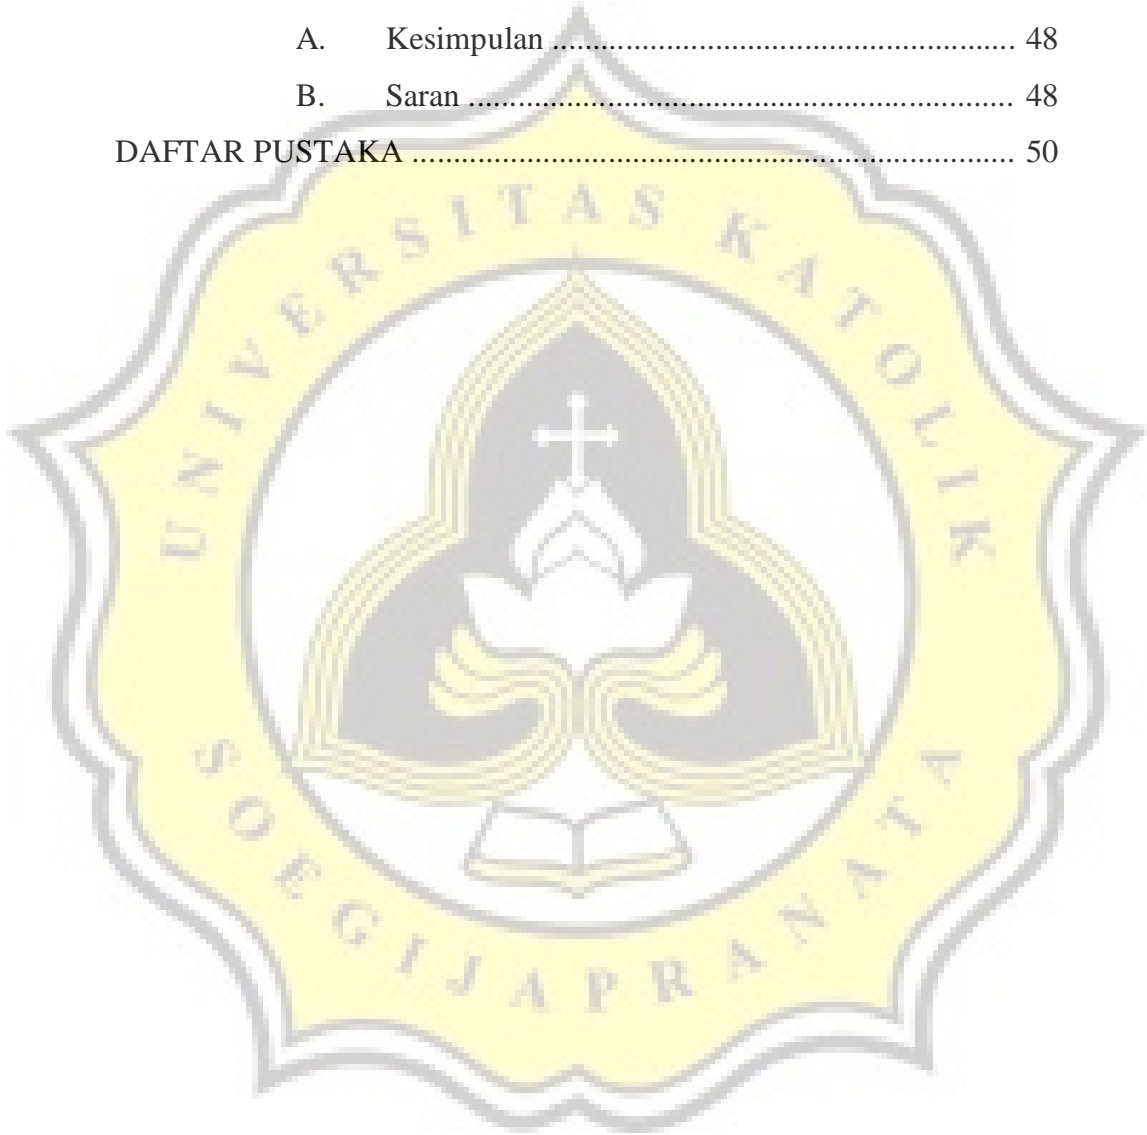 A. Kesimpulan ........................................................ 48
B. Saran .................................................................. 48
DAFTAR PUSTAKA ......................................................................... 50
UNIVERSITAS KATOLIK
SOEGIJAPRANATA